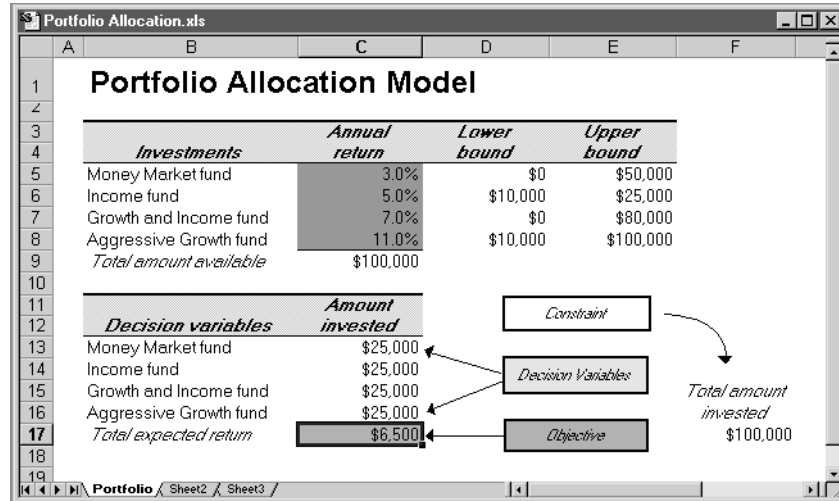 Portfolio Allocation.xls
A B C D E F
1 Portfolio Allocation Model
2
3 Annual Lower Upper
4 Investments return bound bound
5 Money Market fund 3.0% $0 $50,000
6 Income fund 5.0% $10,000 $25,000
7 Growth and Income fund 7.0% $0 $80,000
8 Aggressive Growth fund 11.0% $10,000 $100,000
9 Total amount available $100,000
10
11 Amount Constraint
12 Decision variables invested
13 Money Market fund $25,000
14 Income fund $25,000 Decision Variables
15 Growth and Income fund $25,000 Total amount
16 Aggressive Growth fund $25,000 invested
17 Total expected return $6,500 Objective $100,000
18
19
Portfolio Sheet2 Sheet3